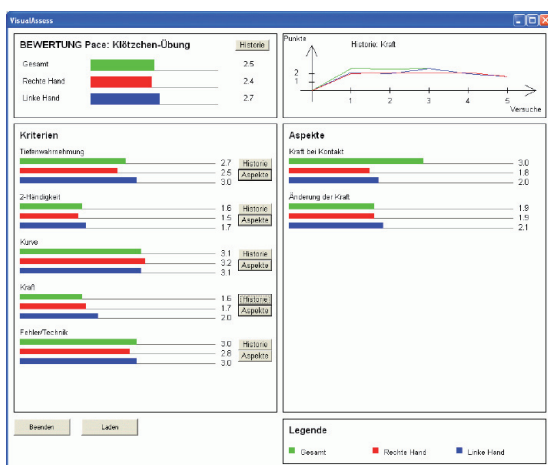 VisualAssess
BEWERTUNG Pace: Klötzchen-Übung
Historie
Gesamt 2.5
Rechte Hand 2.4
Linke Hand 2.7
Punkte
Historie: Kraft
2
1
1 2 3 4 5
Versuche
Kriterien
Tiefenwahrnehmung
2.7 Historie
2.5 Aspekte
3.0
2-Händigkeit
1.6 Historie
1.5 Aspekte
1.7
Kurve
3.1 Historie
3.2 Aspekte
3.1
Kraft
1.6 Historie
1.7 Aspekte
2.0
Fehler/Technik
3.0 Historie
2.8 Aspekte
3.0
Aspekte
Kraft bei Kontakt
3.0
1.8
2.0
Änderung der Kraft
1.9
1.9
2.1
Beenden Laden
Legende
Gesamt Rechte Hand Linke Hand